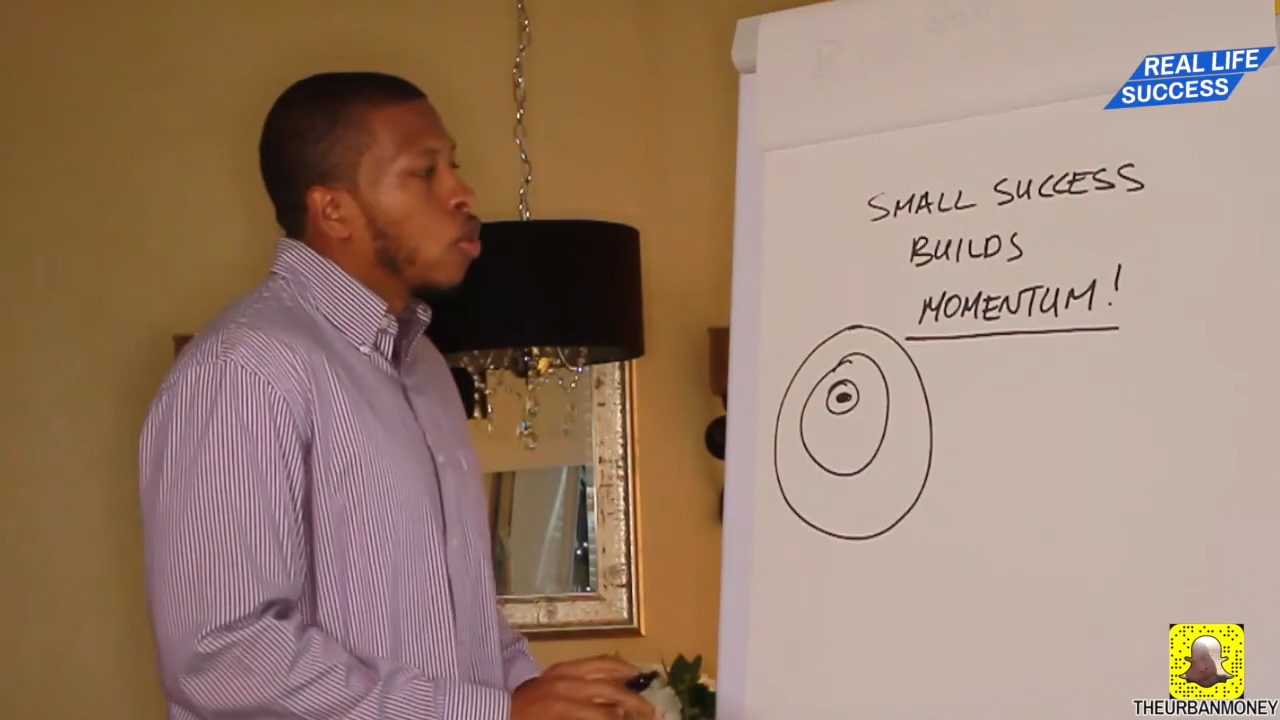 REAL LIFE
SUCCESS
SMALL SUCCESS
BUILDS
MOMENTUM!
THEURBANMONEY